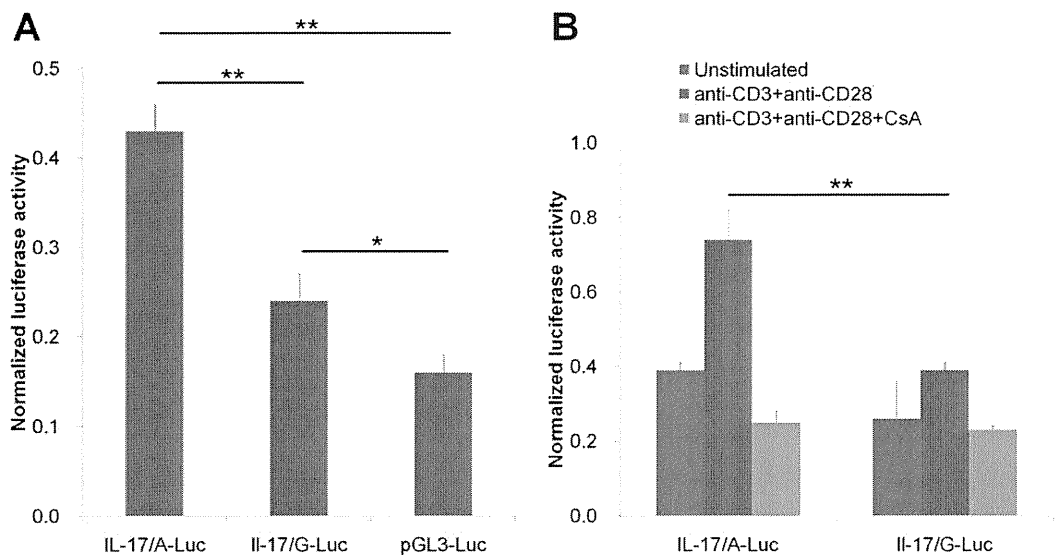 A
Normalized luciferase activity
**
**
*
0.5
0.4
0.3
0.2
0.1
0.0
IL-17/A-Luc
Il-17/G-Luc
pGL3-Luc
B
Unstimulated
anti-CD3+anti-CD28
anti-CD3+anti-CD28+CsA
Normalized luciferase activity
**
1.0
0.8
0.6
0.4
0.2
0.0
IL-17/A-Luc
Il-17/G-Luc